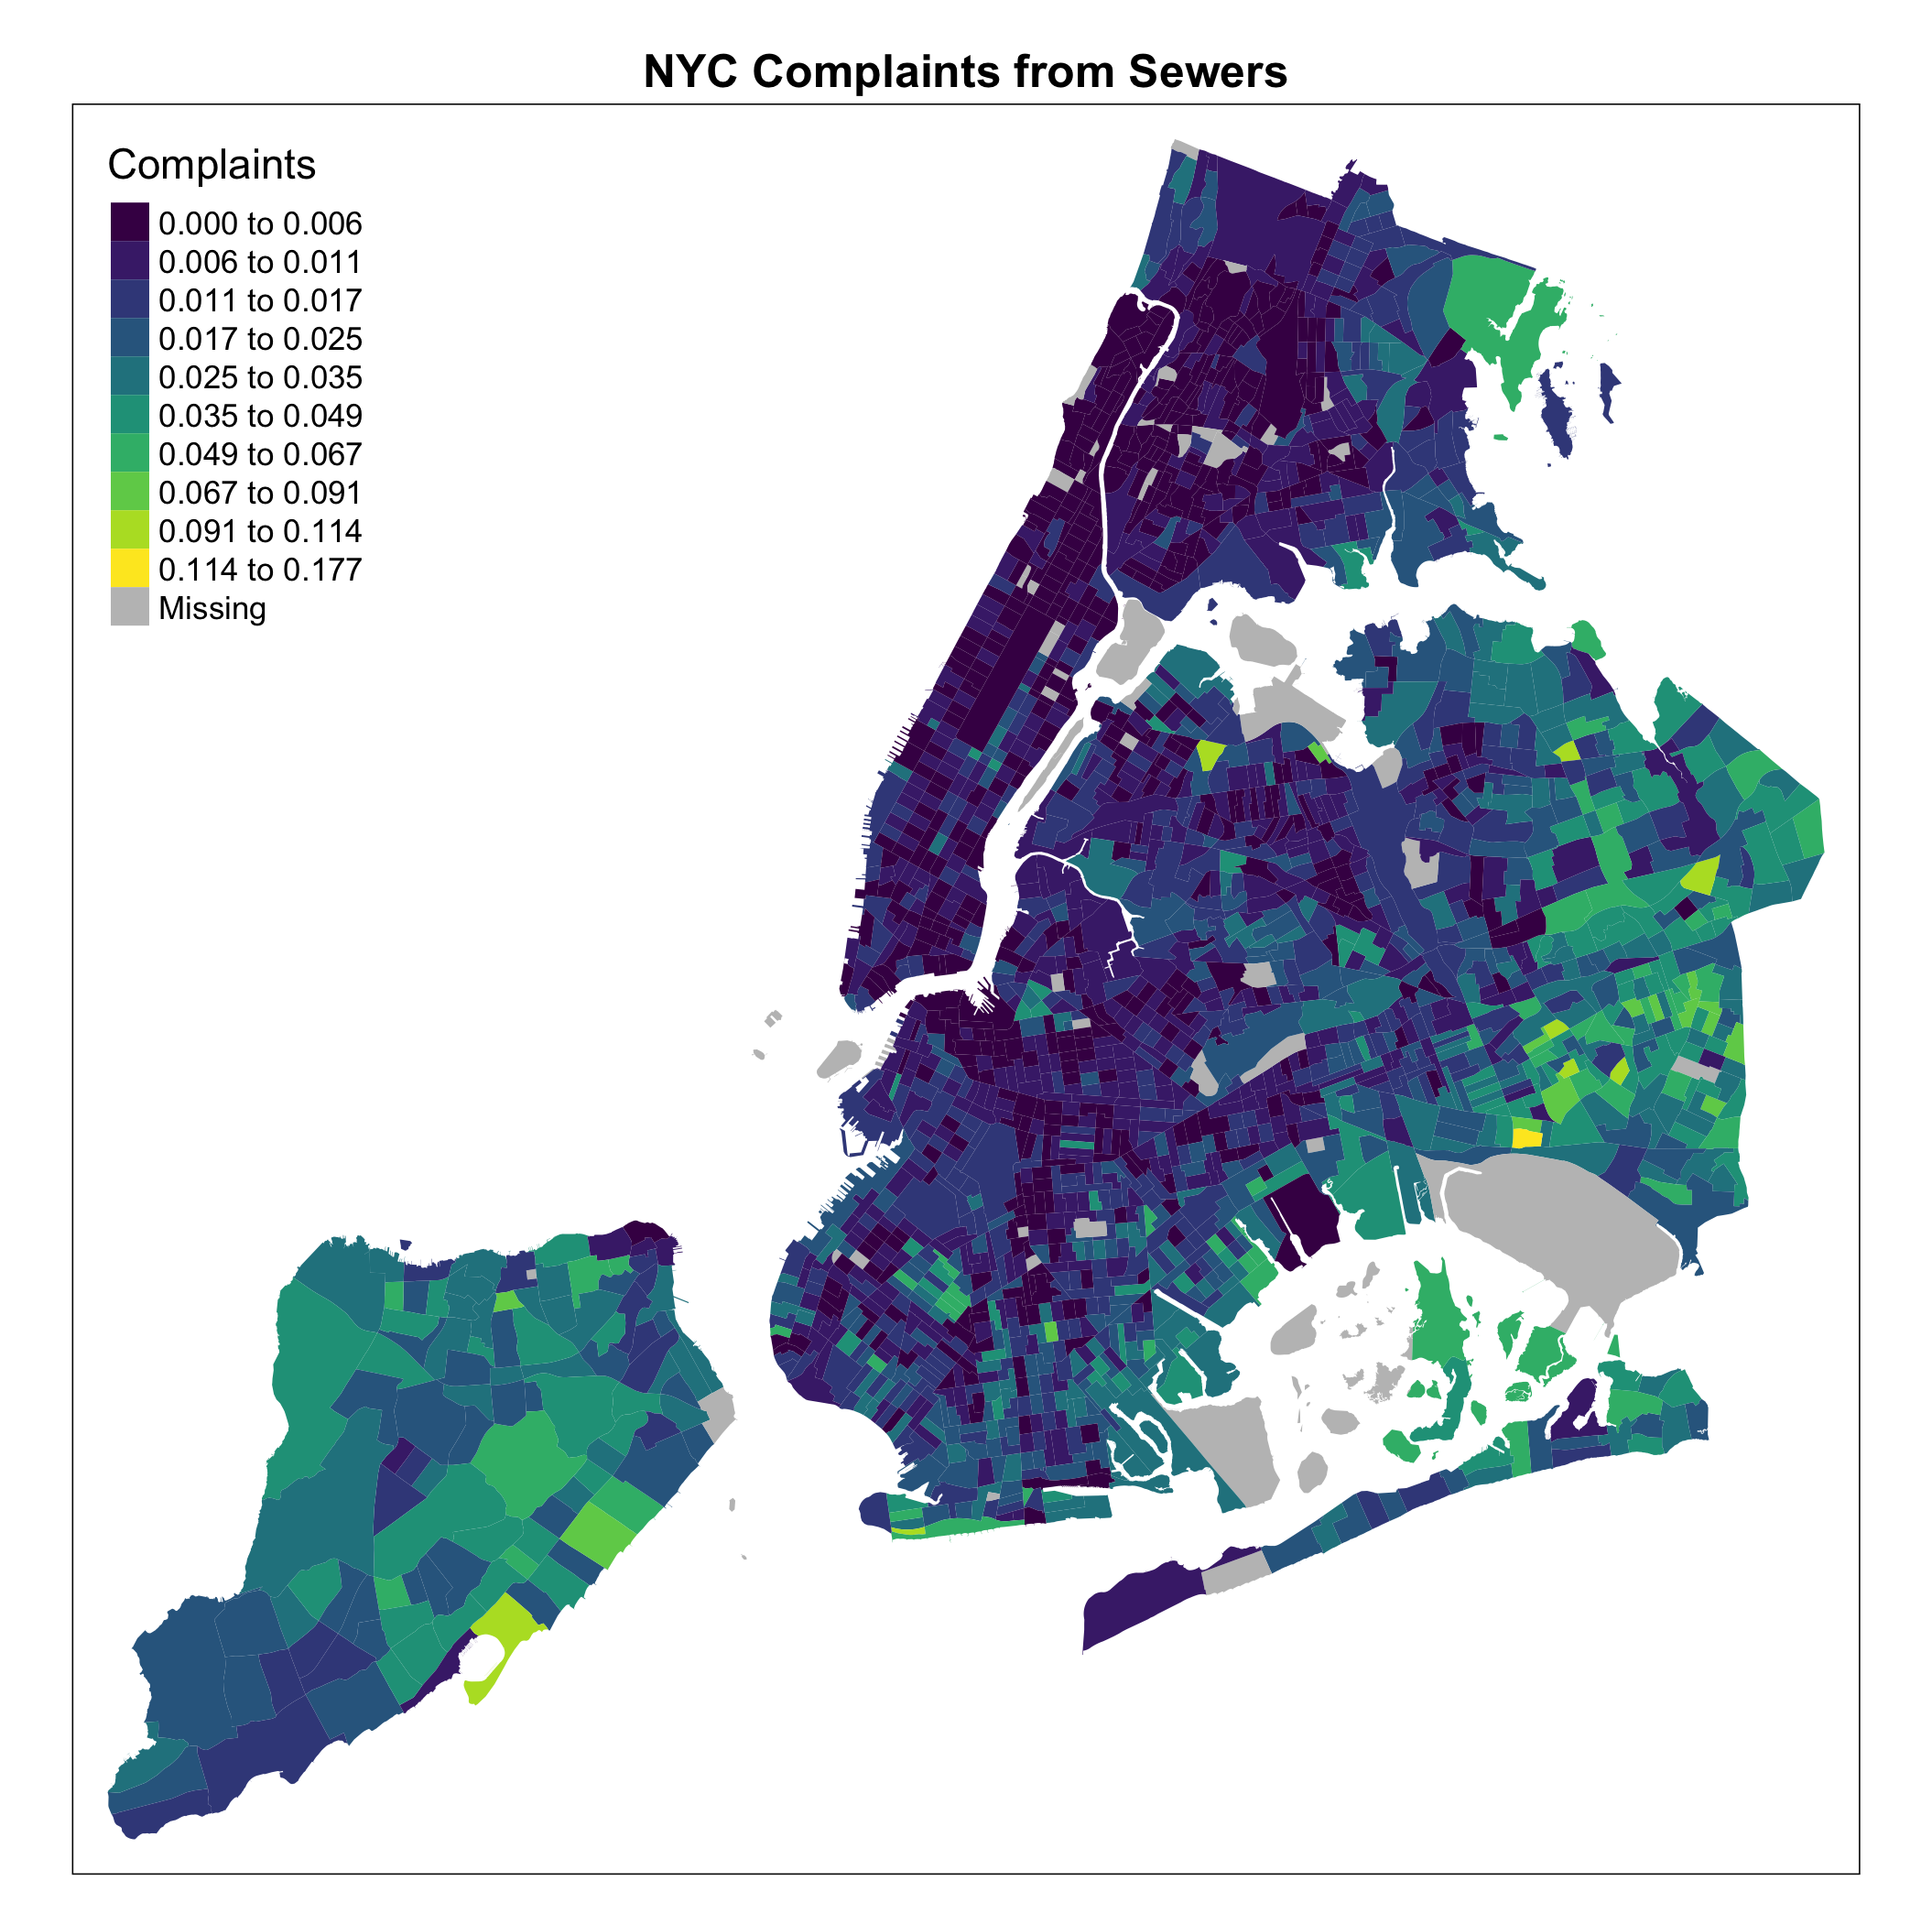 NYC Complaints from Sewers
Complaints
0.000 to 0.006
0.006 to 0.011
0.011 to 0.017
0.017 to 0.025
0.025 to 0.035
0.035 to 0.049
0.049 to 0.067
0.067 to 0.091
0.091 to 0.114
0.114 to 0.177
Missing